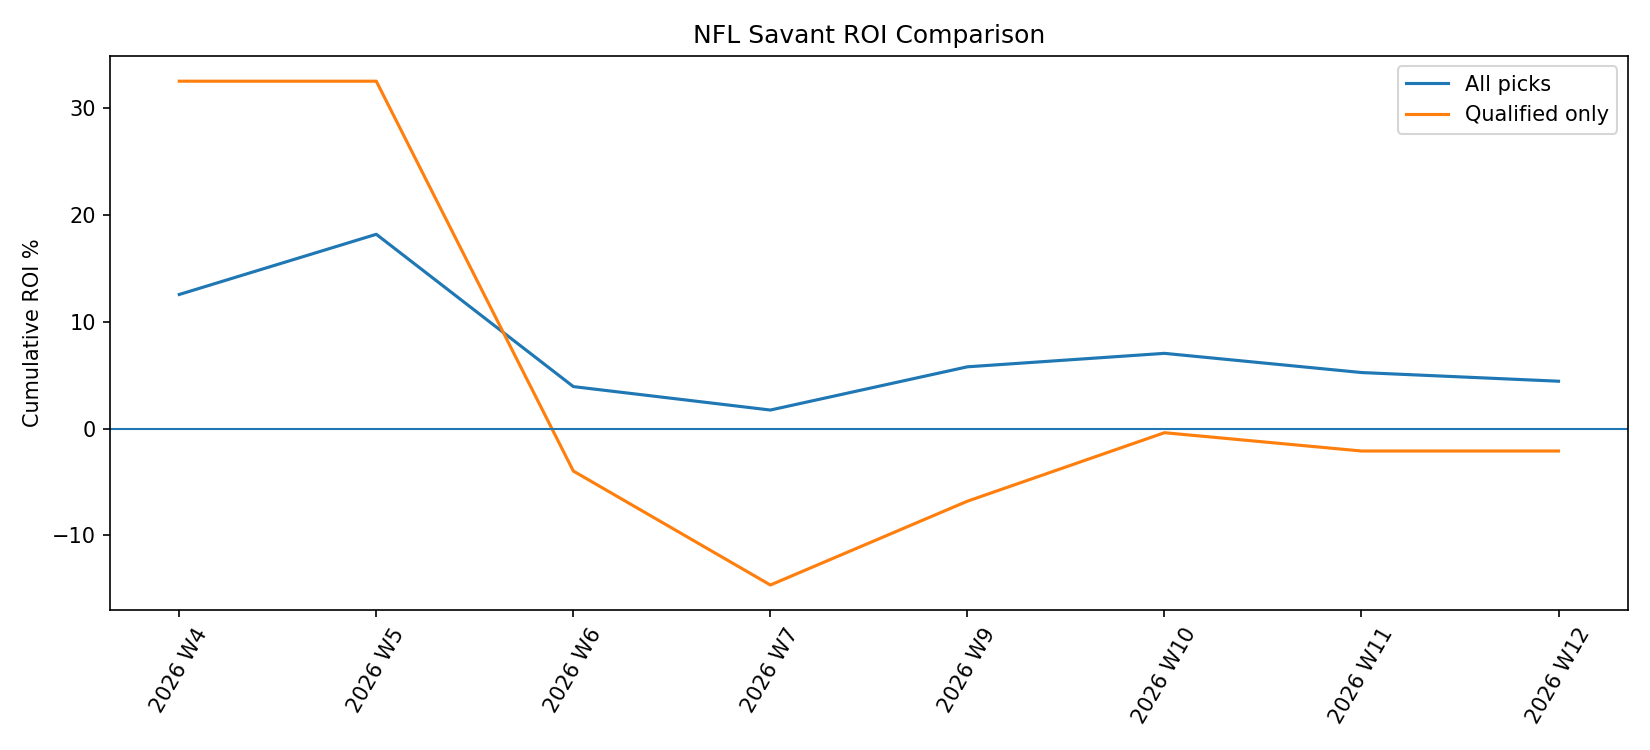 NFL Savant ROI Comparison
All picks
Qualified only
Cumulative ROI %
30
20
10
0
−10
2026 W4
2026 W5
2026 W6
2026 W7
2026 W9
2026 W10
2026 W11
2026 W12